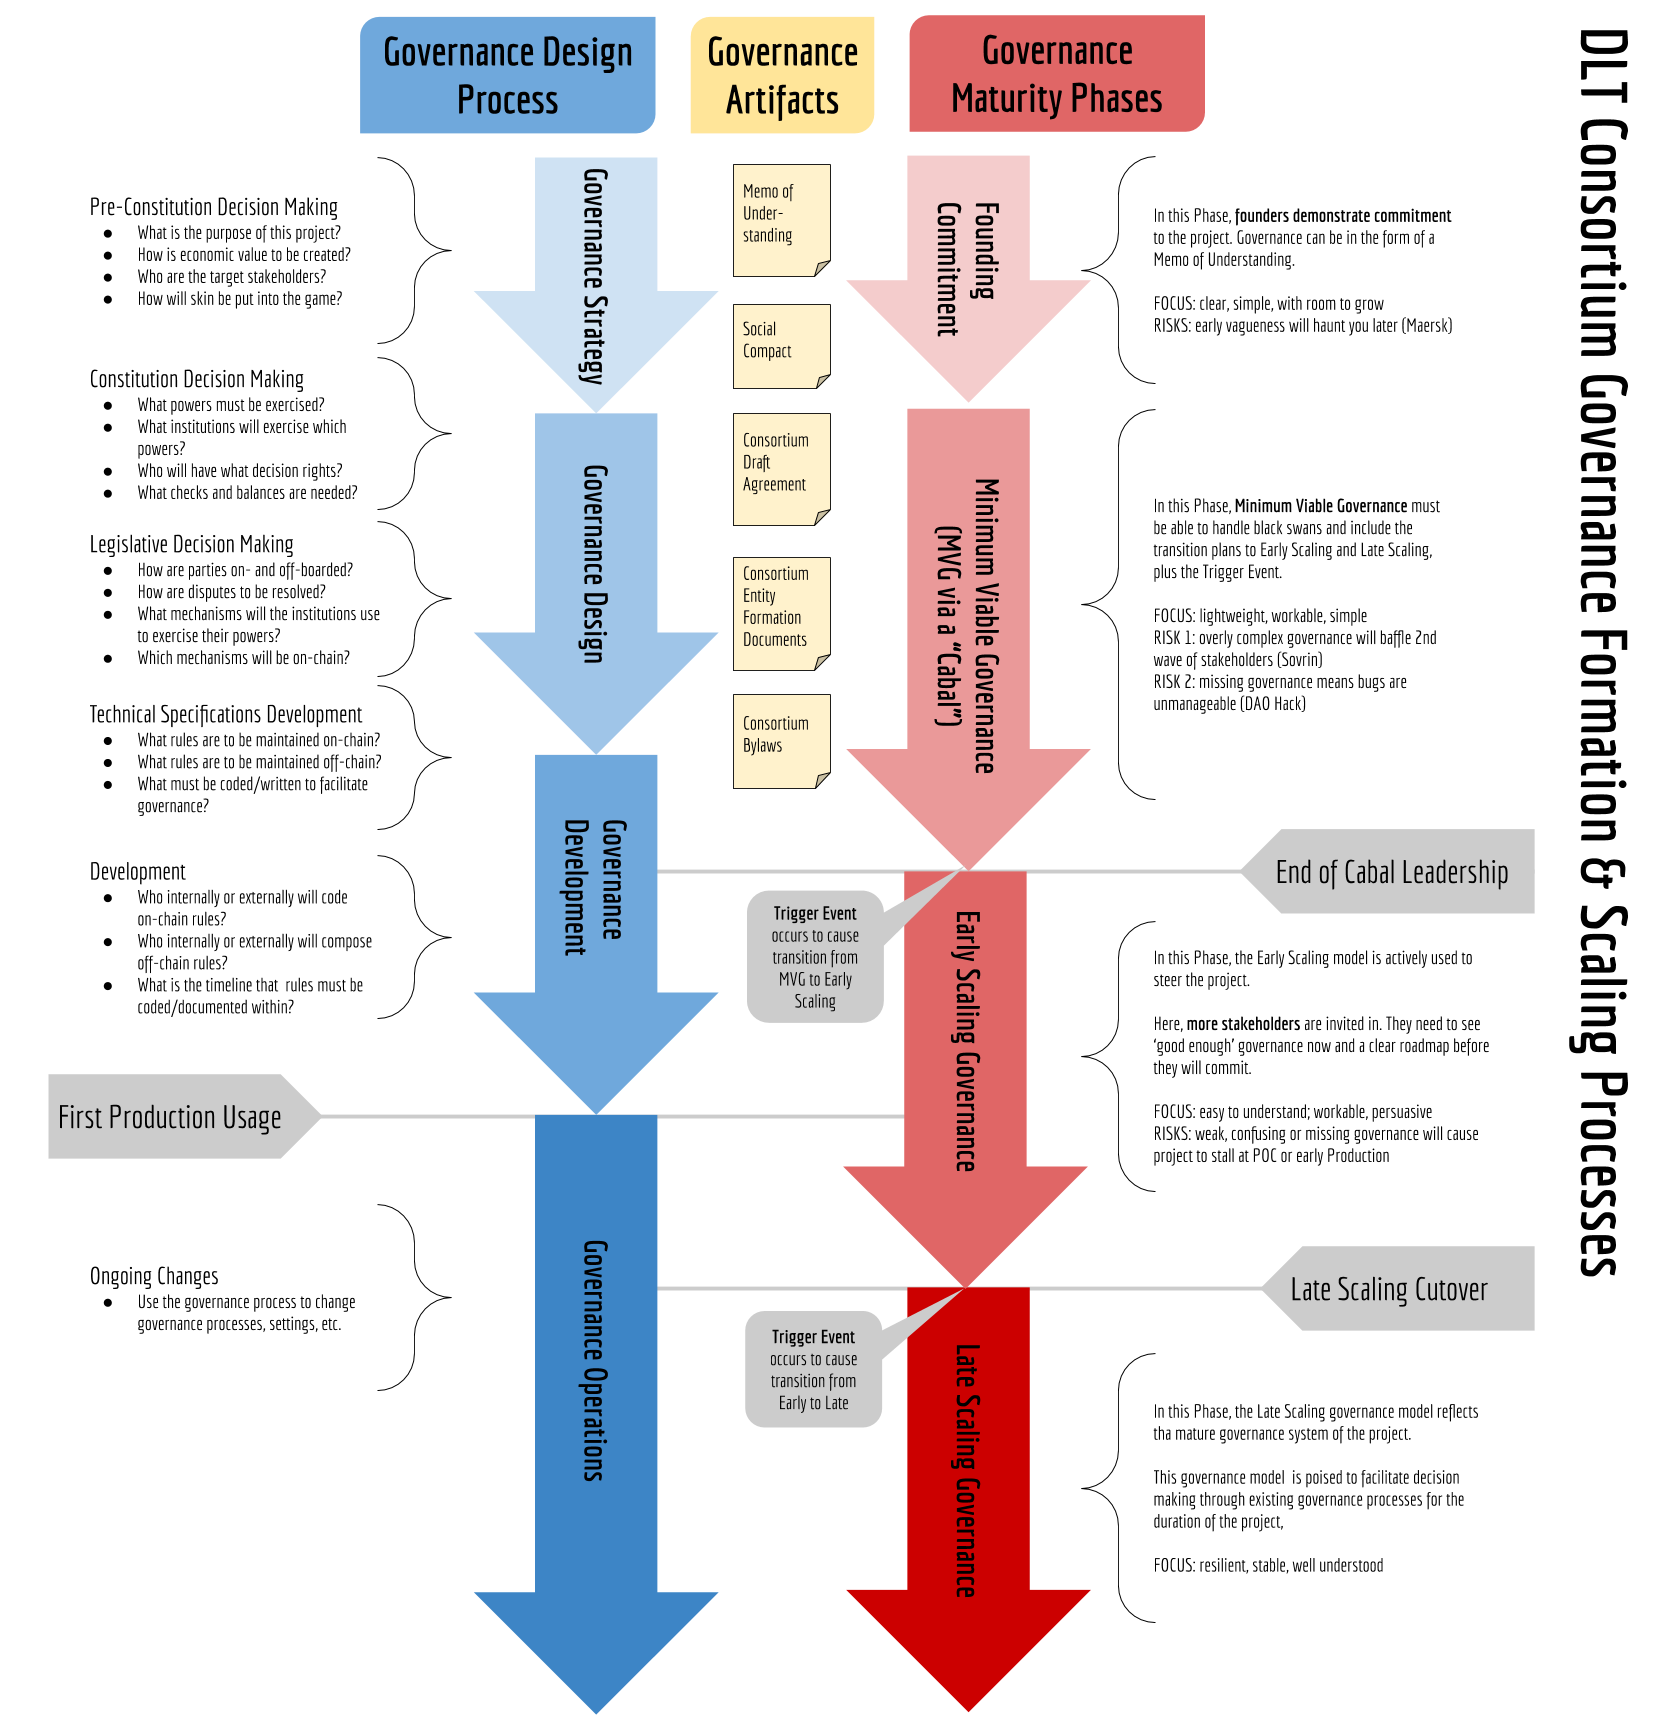 DLT Consortium Governance Formation & Scaling Processes
Governance Design
Process
Governance
Artifacts
Governance
Maturity Phases
Pre-Constitution Decision Making
● What is the purpose of this project?
● How is economic value to be created?
● Who are the target stakeholders?
● How will skin be put into the game?
Constitution Decision Making
● What powers must be exercised?
● What institutions will exercise which
powers?
● Who will have what decision rights?
● What checks and balances are needed?
Legislative Decision Making
● How are parties on- and off-boarded?
● How are disputes to be resolved?
● What mechanisms will the institutions use
to exercise their powers?
● Which mechanisms will be on-chain?
Technical Specifications Development
● What rules are to be maintained on-chain?
● What rules are to be maintained off-chain?
● What must be coded/written to facilitate
governance?
Development
● Who internally or externally will code
on-chain rules?
● Who internally or externally will compose
off-chain rules?
● What is the timeline that  rules must be
coded/documented within?
First Production Usage
Ongoing Changes
● Use the governance process to change
governance processes, settings, etc.
Governance Strategy
Governance Design
Governance
Development
Governance Operations
Memo of
Under-
standing
Social
Compact
Consortium
Draft
Agreement
Consortium
Entity
Formation
Documents
Consortium
Bylaws
Trigger Event
occurs to cause
transition from
MVG to Early
Scaling
Trigger Event
occurs to cause
transition from
Early to Late
Founding
Commitment
Minimum Viable Governance
(MVG via a “Cabal”)
Early Scaling Governance
Late Scaling Governance
In this Phase, founders demonstrate commitment
to the project. Governance can be in the form of a
Memo of Understanding.
FOCUS: clear, simple, with room to grow
RISKS: early vagueness will haunt you later (Maersk)
In this Phase, Minimum Viable Governance must
be able to handle black swans and include the
transition plans to Early Scaling and Late Scaling,
plus the Trigger Event.
FOCUS: lightweight, workable, simple
RISK 1: overly complex governance will baffle 2nd
wave of stakeholders (Sovrin)
RISK 2: missing governance means bugs are
unmanageable (DAO Hack)
End of Cabal Leadership
In this Phase, the Early Scaling model is actively used to
steer the project.
Here, more stakeholders are invited in. They need to see
‘good enough’ governance now and a clear roadmap before
they will commit.
FOCUS: easy to understand; workable, persuasive
RISKS: weak, confusing or missing governance will cause
project to stall at POC or early Production
Late Scaling Cutover
In this Phase, the Late Scaling governance model reflects
tha mature governance system of the project.
This governance model  is poised to facilitate decision
making through existing governance processes for the
duration of the project,
FOCUS: resilient, stable, well understood